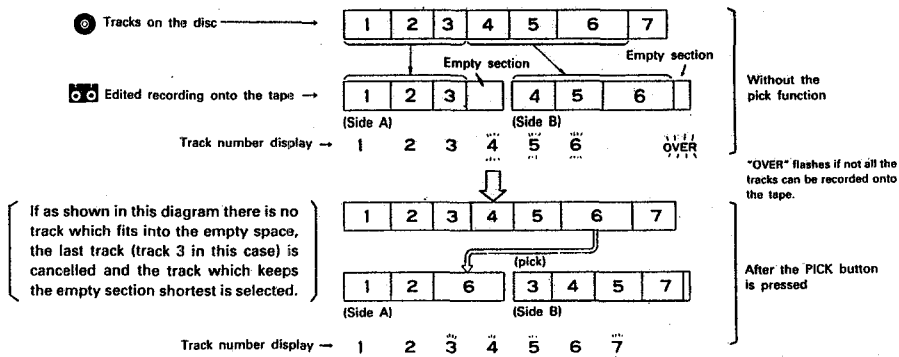 Tracks on the disc
1 2 3 4 5 6 7
Empty section
Empty section
Edited recording onto the tape →
1 2 3
4 5 6
(Side A)
(Side B)
Track number display → 1 2 3 4 5 6 OVER
Without the
pick function
"OVER" flashes if not all the
tracks can be recorded onto
the tape.
If as shown in this diagram there is no
track which fits into the empty space,
the last track (track 3 in this case) is
cancelled and the track which keeps
the empty section shortest is selected.
1 2 3 4 5 6 7
(pick)
1 2 6
3 4 5 7
(Side A)
(Side B)
Track number display → 1 2 3 4 5 6 7
After the PICK button
is pressed